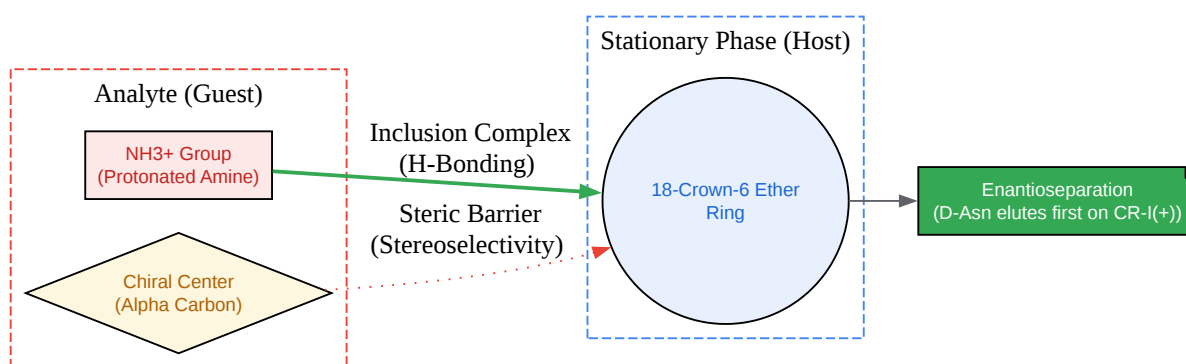 Analyte (Guest)
NH3+ Group
(Protonated Amine)
Chiral Center
(Alpha Carbon)
Inclusion Complex
(H-Bonding)
Steric Barrier
(Stereoselectivity)
Stationary Phase (Host)
18-Crown-6 Ether
Ring
Enantioseparation
(D-Asn elutes first on CR-I(+))